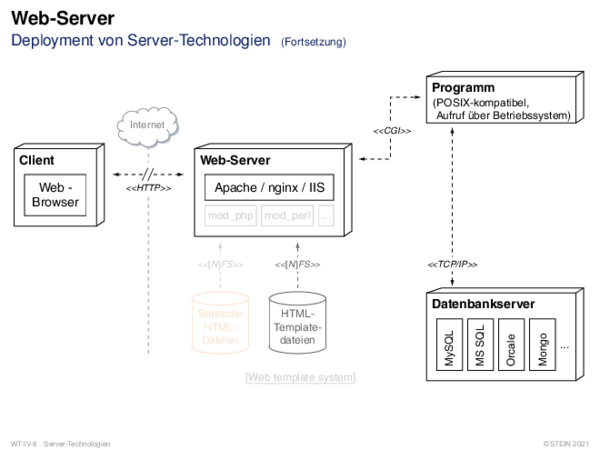 Web-Server
Deployment von Server-Technologien (Fortsetzung)
Internet
Client
Web -
Browser
<<HTTP>>
Web-Server
Apache / nginx / IIS
mod_php mod_perl ...
<<CGI>>
Programm
(POSIX-kompatibel,
Aufruf über Betriebssystem)
<<[N]FS>> <<[N]FS>>
Statische
HTML-
Dateien
HTML-
Template-
dateien
[Web template system]
<<TCP/IP>>
Datenbankserver
MySQL
MS SQL
Orcale
Mongo
...
WT:IV-8 Server-Technologien
©STEIN 2021